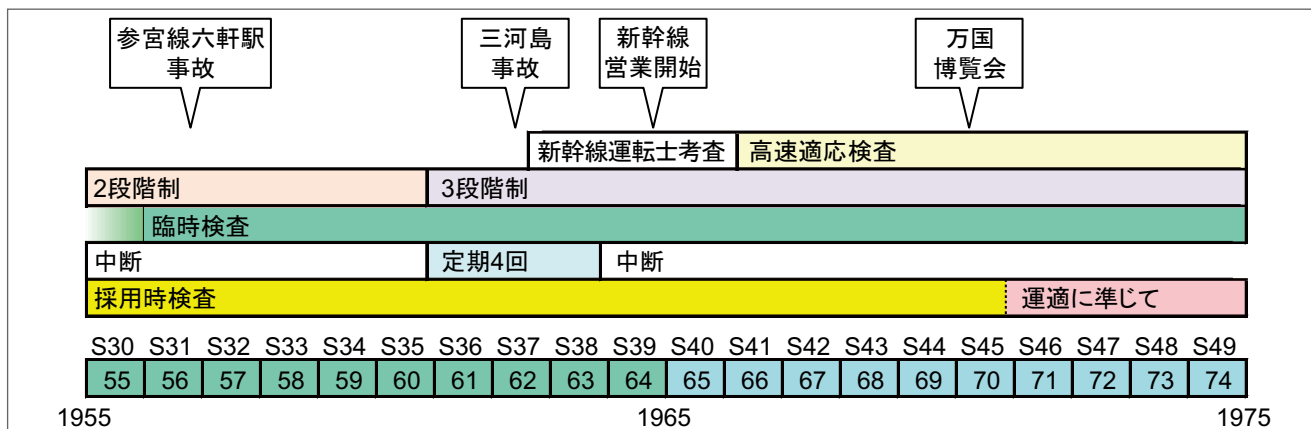 参宮線六軒駅
事故
三河島
事故
新幹線
営業開始
万国
博覧会
新幹線運転士考査 高速適応検査
2段階制 3段階制
臨時検査
中断 定期4回 中断
採用時検査 運適に準じて
S30 S31 S32 S33 S34 S35 S36 S37 S38 S39 S40 S41 S42 S43 S44 S45 S46 S47 S48 S49
55 56 57 58 59 60 61 62 63 64 65 66 67 68 69 70 71 72 73 74
1955 1965 1975